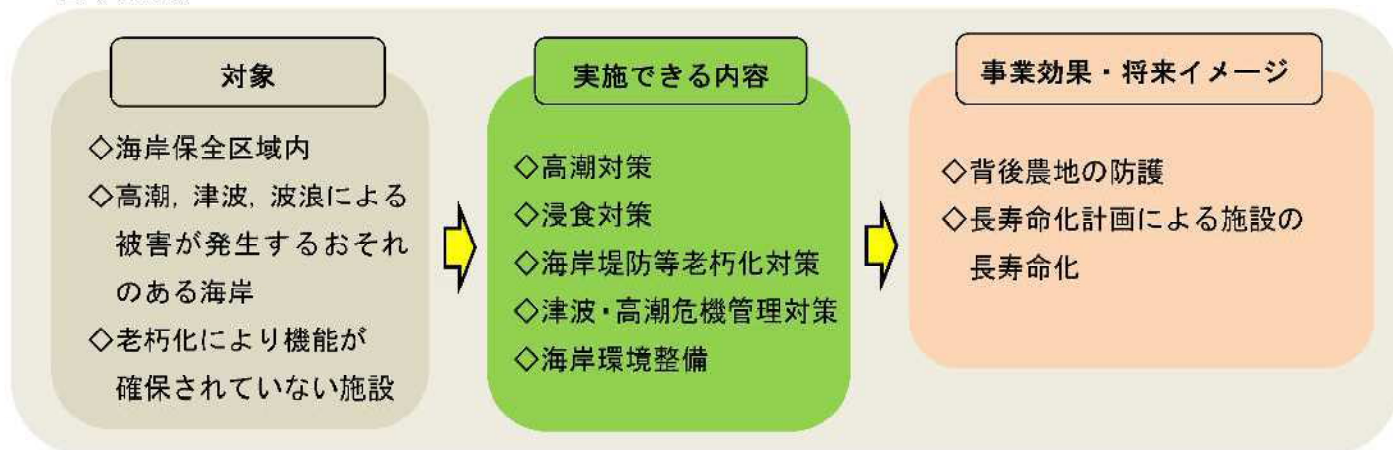 対象
◇海岸保全区域内
◇高潮，津波，波浪による
被害が発生するおそれ
のある海岸
◇老朽化により機能が
確保されていない施設
実施できる内容
◇高潮対策
◇浸食対策
◇海岸堤防等老朽化対策
◇津波・高潮危機管理対策
◇海岸環境整備
事業効果・将来イメージ
◇背後農地の防護
◇長寿命化計画による施設の
長寿命化